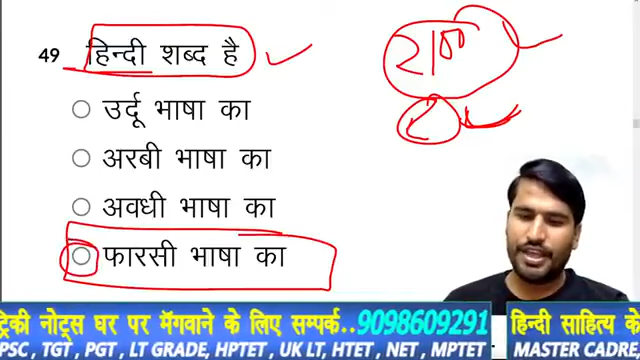 49 हिन्दी शब्द है
उर्दू भाषा का
अरबी भाषा का
अवधी भाषा का
फारसी भाषा का
ट्रिकी नोट्स घर पर मँगवाने के लिए सम्पर्क..9098609291 हिन्दी साहित्य के
PSC, TGT, PGT, LT GRADE, HPTET, UK LT, HTET, NET, MPTET MASTER CADRE